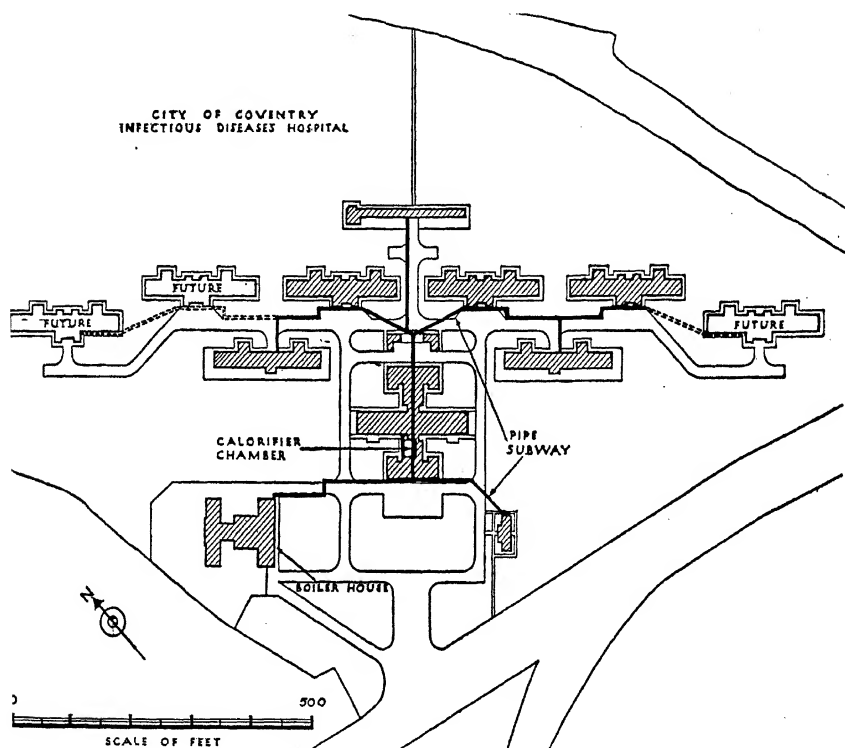 CITY OF COVENTRY
INFECTIOUS DISEASES HOSPITAL
FUTURE
FUTURE
FUTURE
CALORIFIER
CHAMBER
PIPE
SUBWAY
BOILER HOUSE
N
0
500
SCALE OF FEET